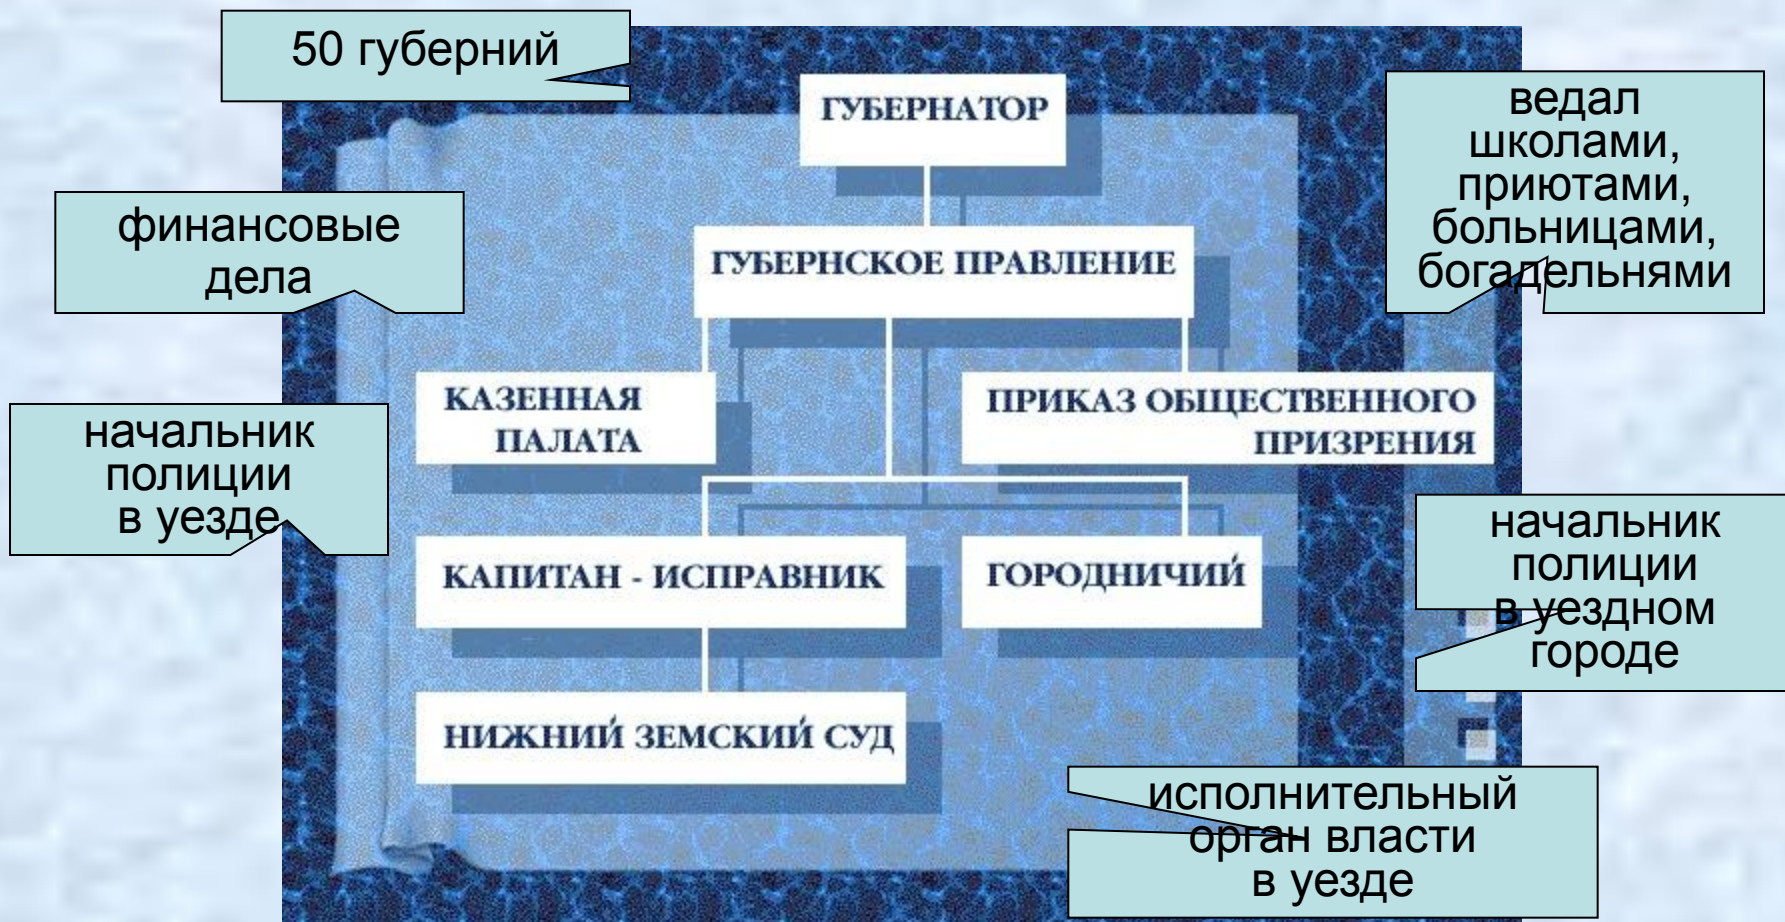 50 губерний
ГУБЕРНАТОР
ведал
школами,
приютами,
больницами,
богадельнями
финансовые
дела
ГУБЕРНСКОЕ ПРАВЛЕНИЕ
КАЗЕННАЯ
ПАЛАТА
ПРИКАЗ ОБЩЕСТВЕННОГО
ПРИЗРЕНИЯ
начальник
полиции
в уезде
КАПИТАН - ИСПРАВНИК
ГОРОДНИЧИЙ
начальник
полиции
в уездном
городе
НИЖНИЙ ЗЕМСКИЙ СУД
исполнительный
орган власти
в уезде